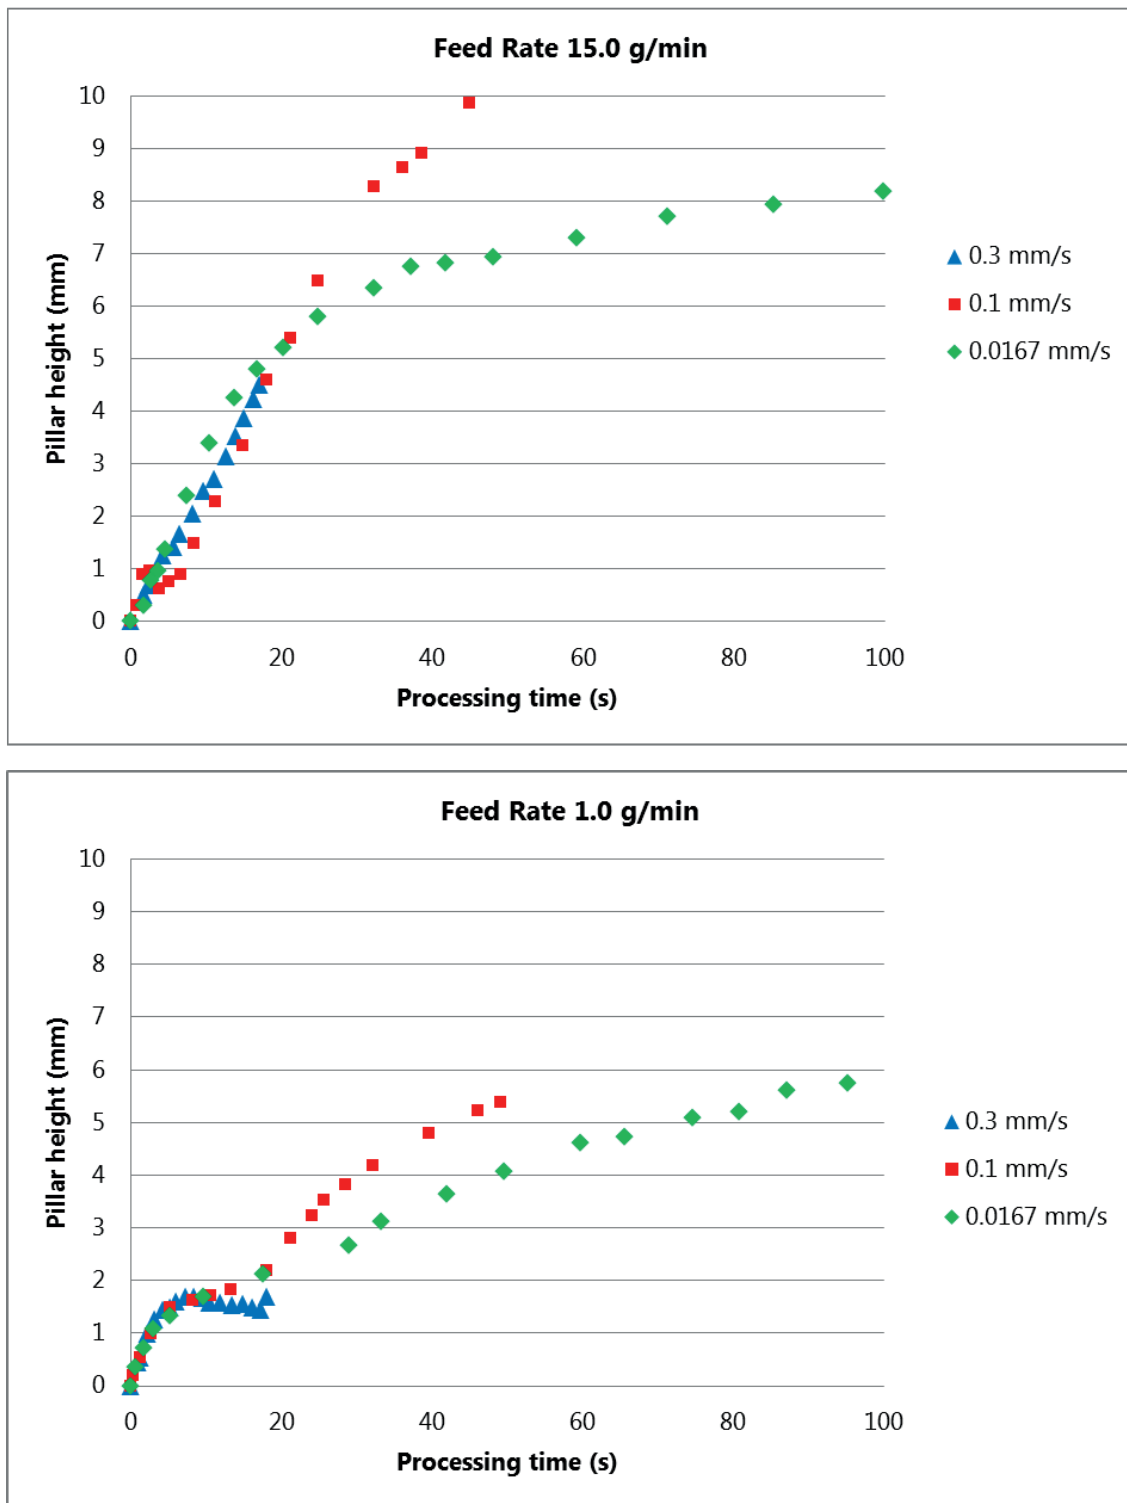 Feed Rate 15.0 g/min
10
9
8
7
6
5
4
3
2
1
0
Pillar height (mm)
0 20 40 60 80 100
Processing time (s)
0.3 mm/s
0.1 mm/s
0.0167 mm/s
Feed Rate 1.0 g/min
10
9
8
7
6
5
4
3
2
1
0
Pillar height (mm)
0 20 40 60 80 100
Processing time (s)
0.3 mm/s
0.1 mm/s
0.0167 mm/s